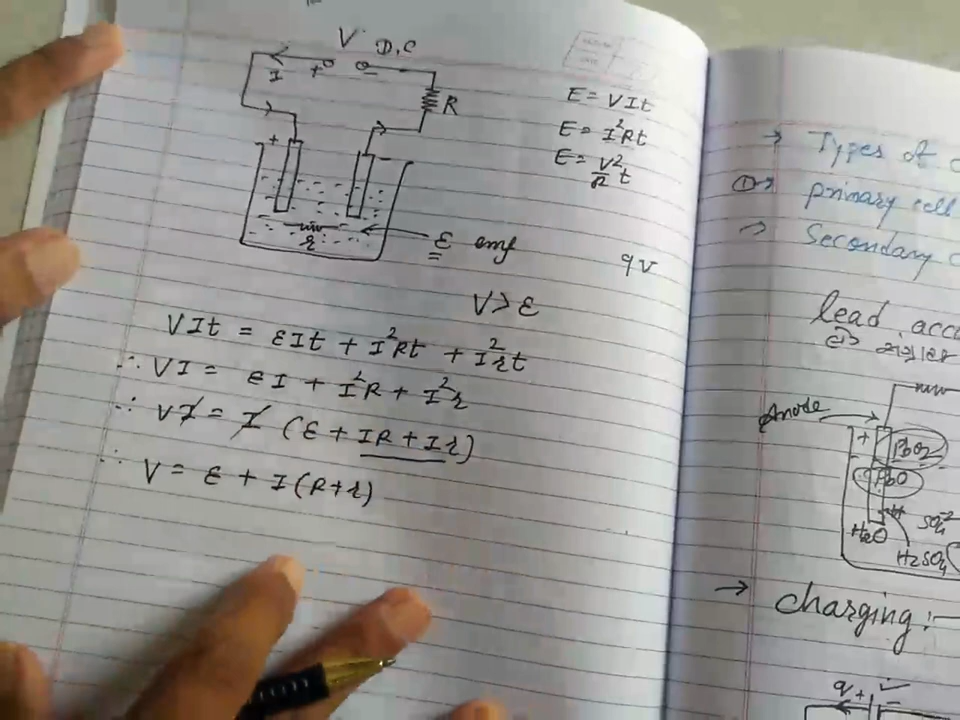 V D.C
I + -
R
+ -
r
ε emf
E = VIt
E = I²Rt
E = V²/R t
qv
V > ε
VIt = εIt + I²Rt + I²rt
∴ VI = εI + I²R + I²r
∴ VI = I (ε + IR + Ir)
∴ V = ε + I(R+r)
→ Types of
①→ primary cell
→ Secondary
lead
Anode
+ PbO₂
PbO
SO₄⁻²
H₂O
H₂SO₄
→ charging:
q +